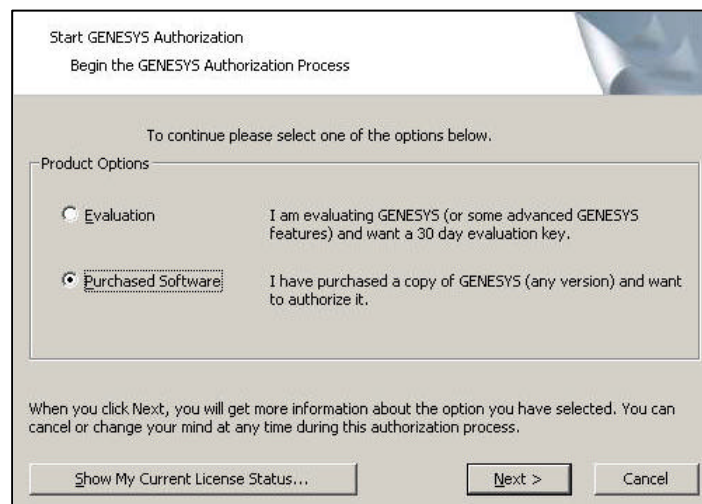 Start GENESYS Authorization
Begin the GENESYS Authorization Process
To continue please select one of the options below.
Product Options
Evaluation
I am evaluating GENESYS (or some advanced GENESYS
features) and want a 30 day evaluation key.
Purchased Software
I have purchased a copy of GENESYS (any version) and want
to authorize it.
When you click Next, you will get more information about the option you have selected. You can
cancel or change your mind at any time during this authorization process.
Show My Current License Status...
Next >
Cancel